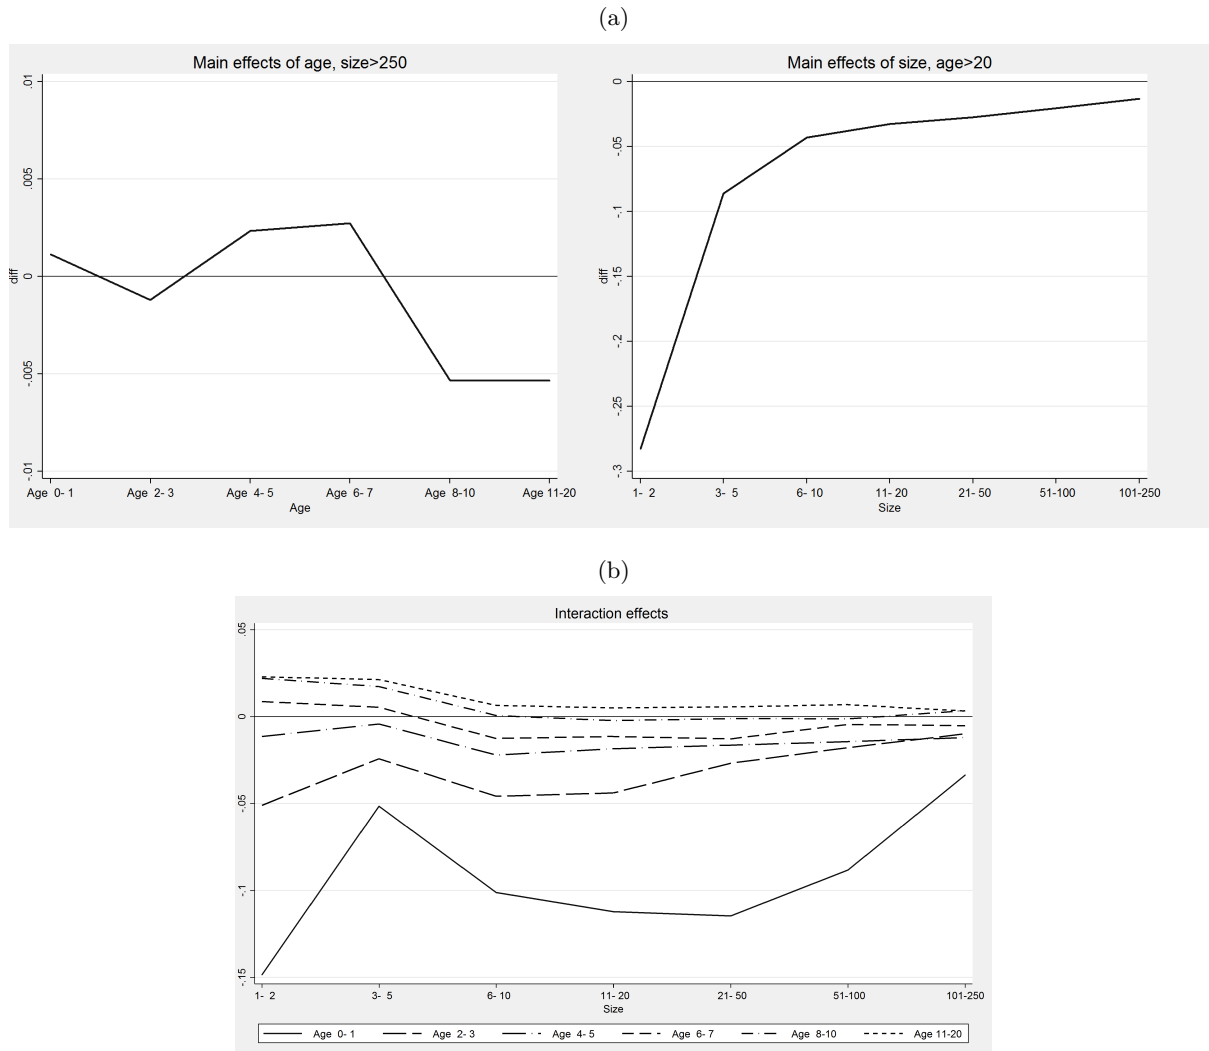 (a)
Main effects of age, size>250
diff
.01
.005
0
-.005
-.01
Age 0- 1 Age 2- 3 Age 4- 5 Age 6- 7 Age 8-10 Age 11-20
Age
Main effects of size, age>20
diff
0
-.05
-.1
-.15
-.2
-.25
-.3
1- 2 3- 5 6- 10 11- 20 21- 50 51-100 101-250
Size
(b)
Interaction effects
.05
0
-.05
-.1
-.15
1- 2 3- 5 6- 10 11- 20 21- 50 51-100 101-250
Size
Age 0- 1 Age 2- 3 Age 4- 5 Age 6- 7 Age 8-10 Age 11-20